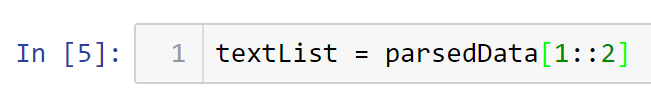 In [5]: 1 textList = parsedData[1::2]